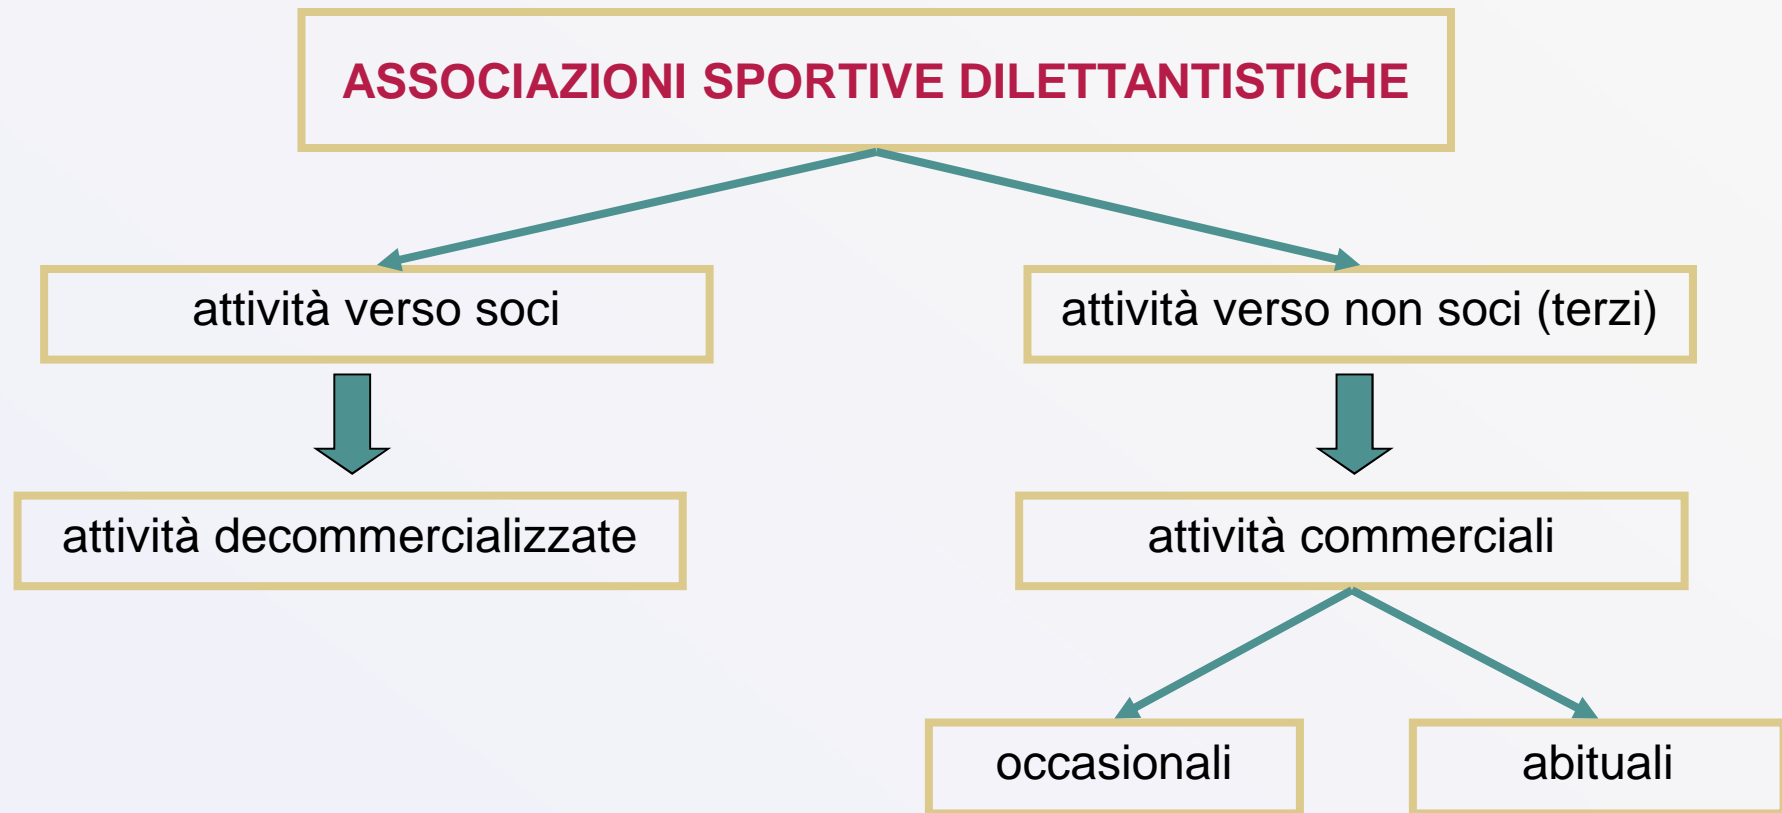 ASSOCIAZIONI SPORTIVE DILETTANTISTICHE
attività verso soci
attività verso non soci (terzi)
attività decommercializzate
attività commerciali
occasionali
abituali